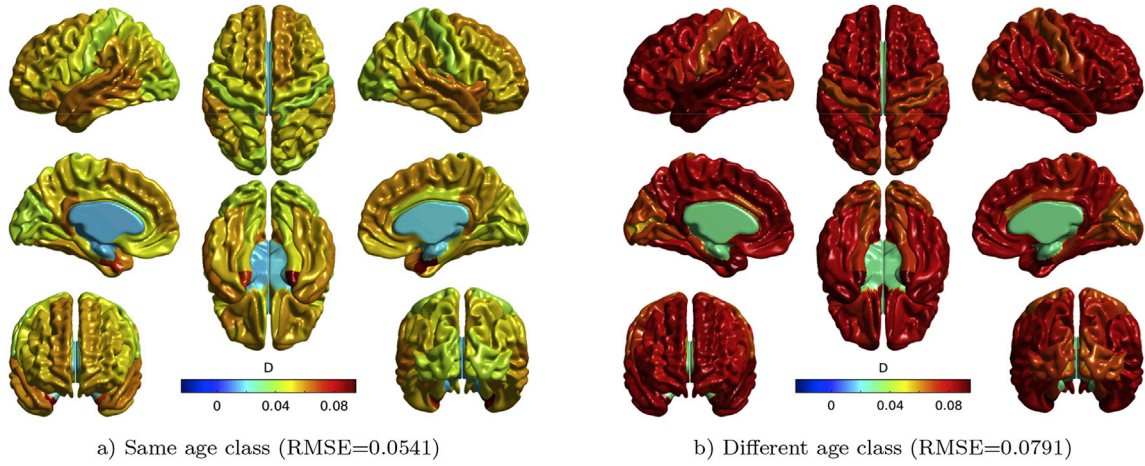 D
0 0.04 0.08
D
0 0.04 0.08
a) Same age class (RMSE=0.0541)
b) Different age class (RMSE=0.0791)